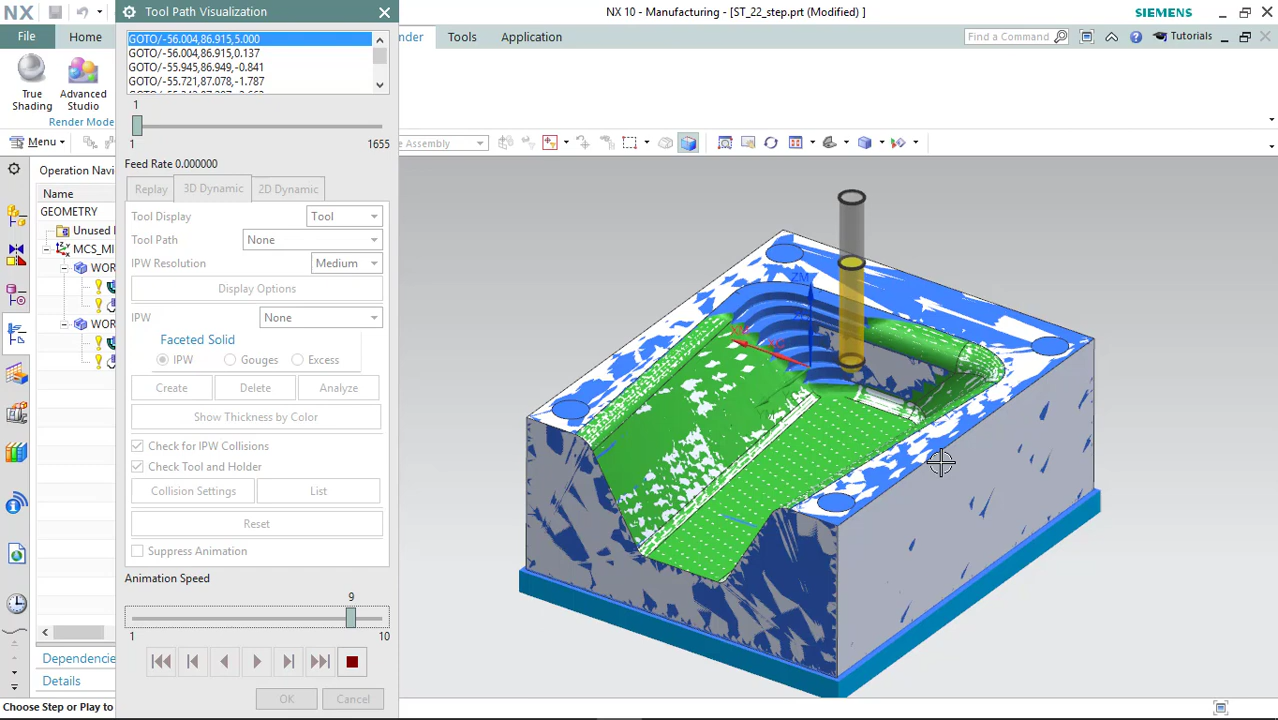 NX
Tool Path Visualization
NX 10 - Manufacturing - [ST_22_step.prt (Modified) ]
SIEMENS
File
Home
nder
Tools
Application
Find a Command
Tutorials
GOTO/-56.004,86.915,5.000
GOTO/-56.004,86.915,0.137
GOTO/-55.945,86.949,-0.841
GOTO/-55.721,87.078,-1.787
True
Shading
Advanced
Studio
Render Mode
1
1
1655
Menu
e Assembly
Feed Rate 0.000000
Operation Navi
Replay
3D Dynamic
2D Dynamic
Name
GEOMETRY
Unused I
MCS_MI
WOR
WOR
Tool Display
Tool
Tool Path
None
IPW Resolution
Medium
Display Options
IPW
None
Faceted Solid
IPW
Gouges
Excess
Create
Delete
Analyze
Show Thickness by Color
Check for IPW Collisions
Check Tool and Holder
Collision Settings
List
Reset
Suppress Animation
Animation Speed
9
1
10
ZM
Dependencie
Details
OK
Cancel
Choose Step or Play to